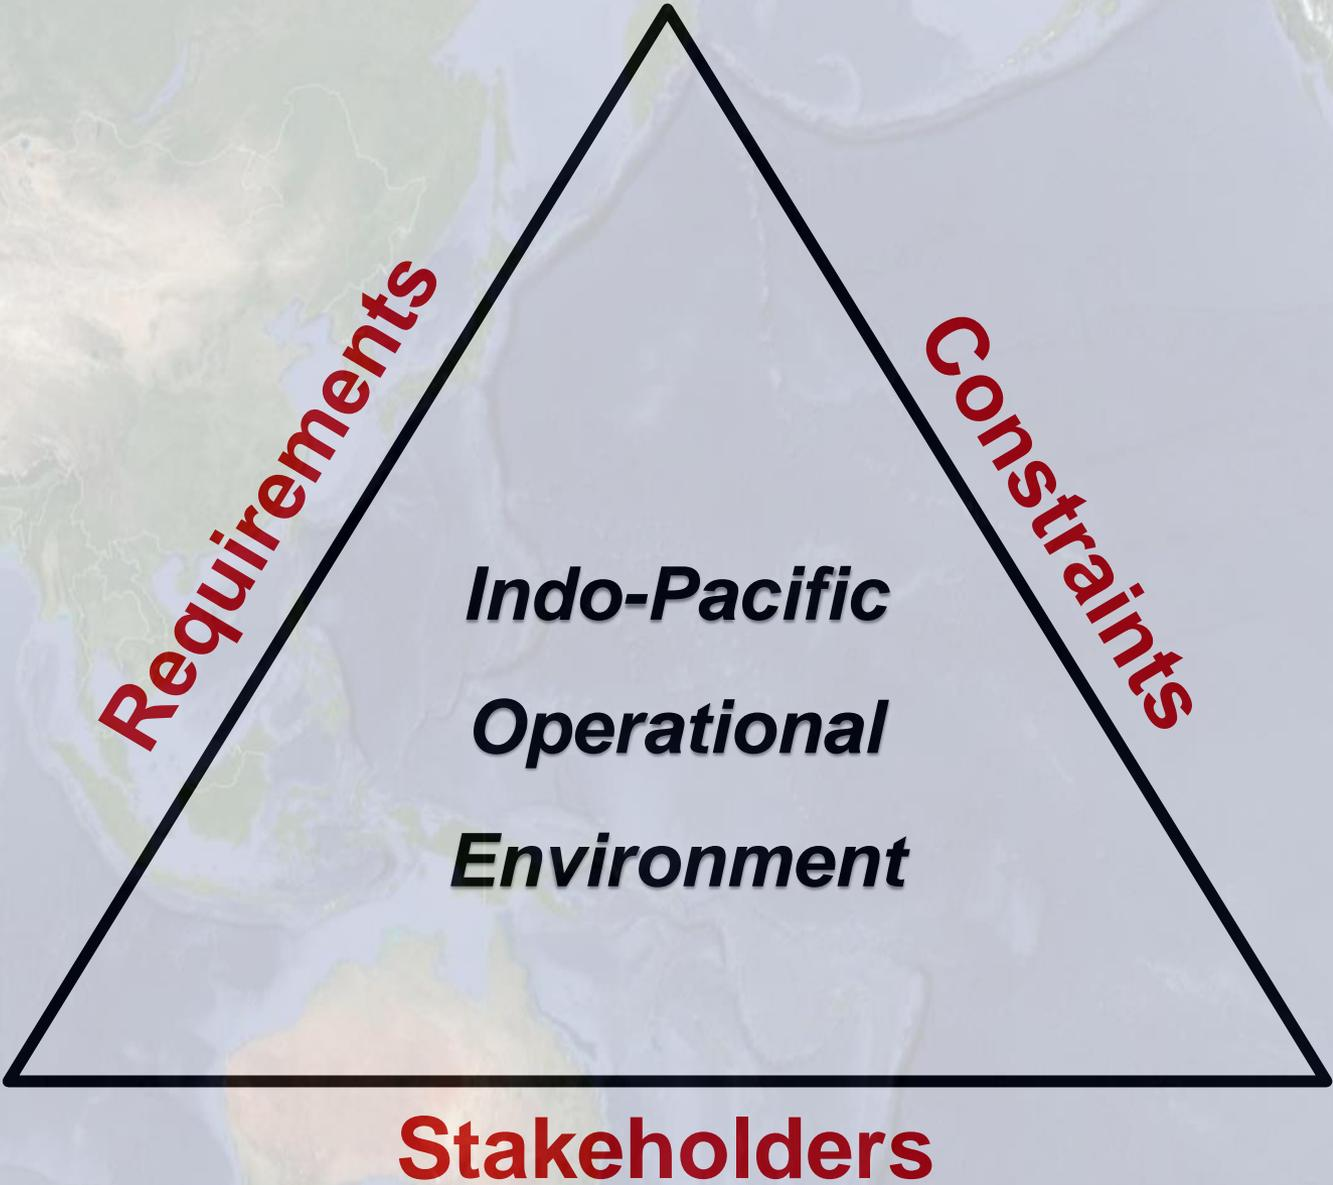 Requirements
Constraints
Indo-Pacific
Operational
Environment
Stakeholders